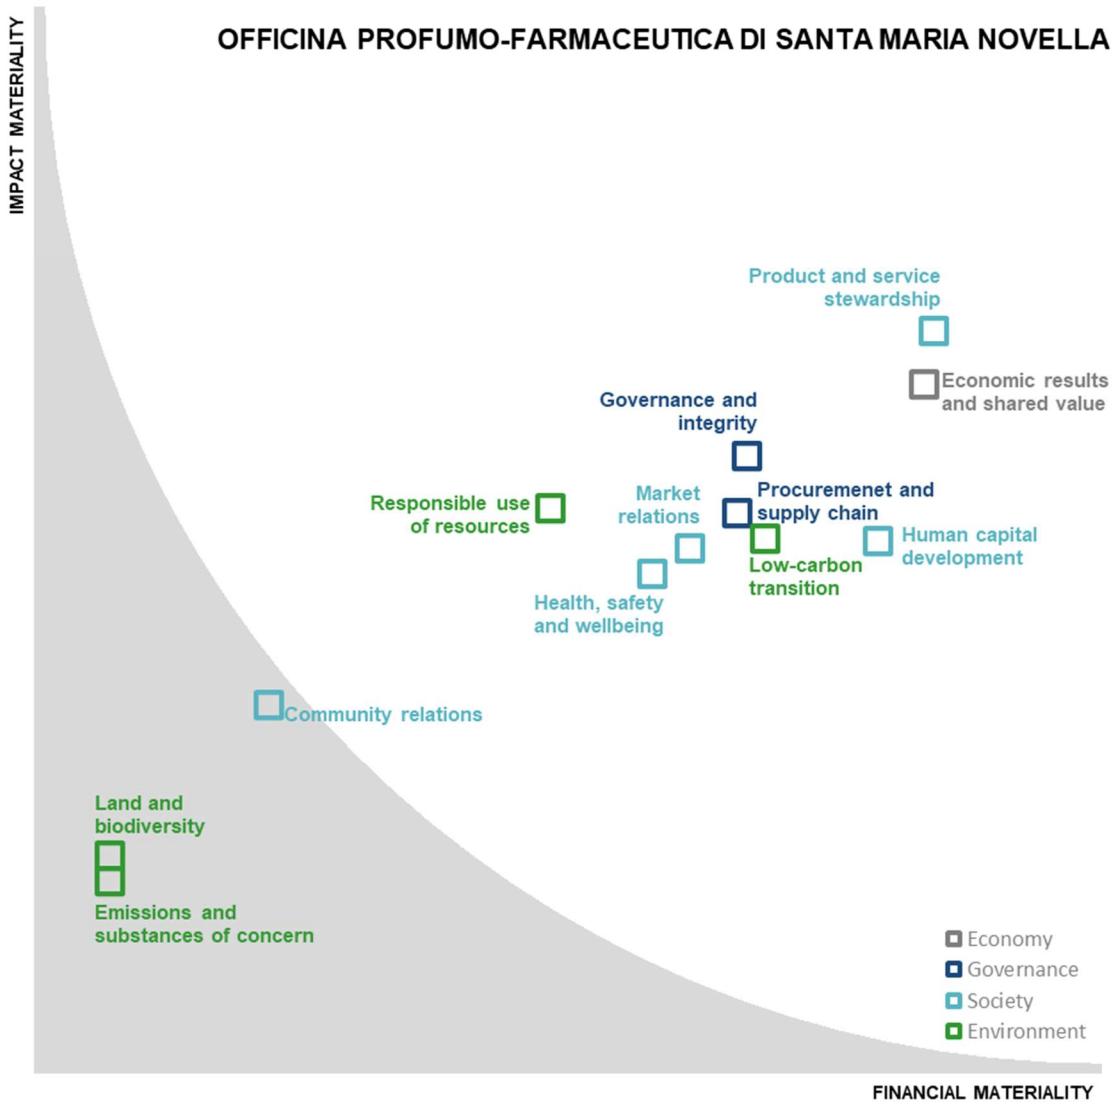 OFFICINA PROFUMO-FARMACEUTICA DI SANTA MARIA NOVELLA
IMPACT MATERIALITY
Product and service
stewardship
Economic results
and shared value
Governance and
integrity
Responsible use
of resources
Market
relations
Procuremenet and
supply chain
Human capital
development
Low-carbon
transition
Health, safety
and wellbeing
Community relations
Land and
biodiversity
Emissions and
substances of concern
Economy
Governance
Society
Environment
FINANCIAL MATERIALITY